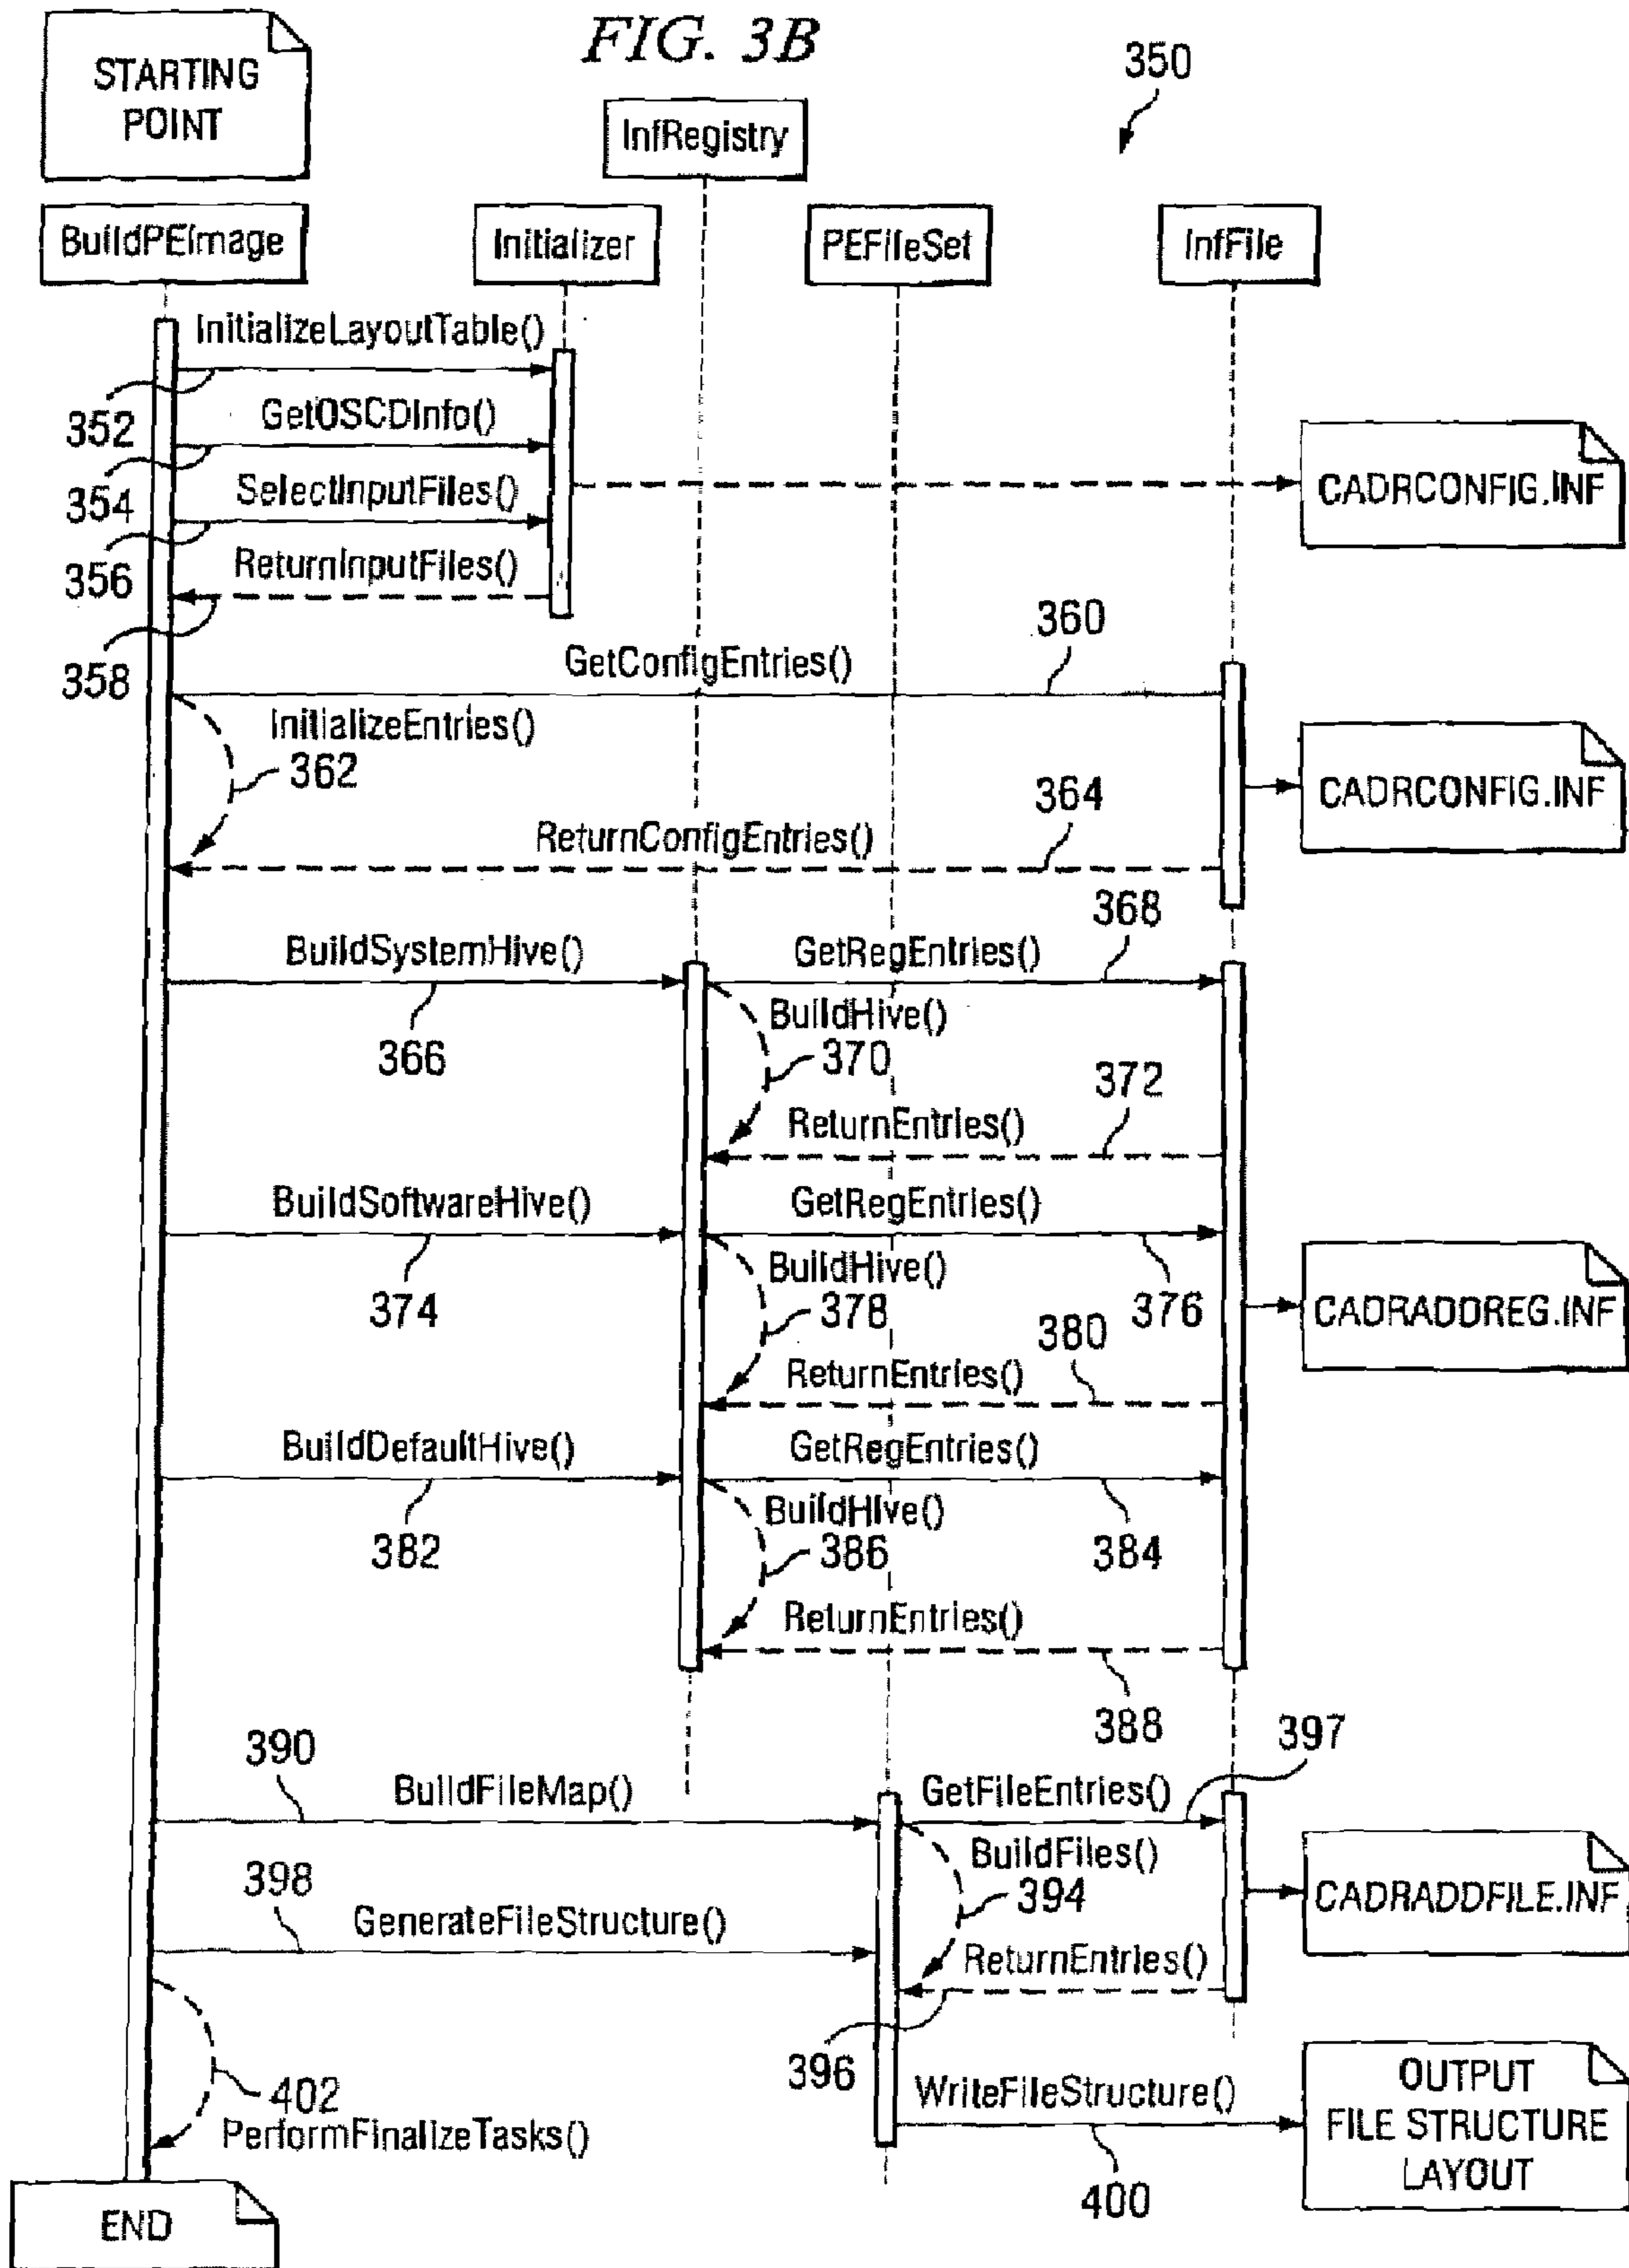 FIG. 3B
STARTING
POINT
350
InfRegistry
BuildPEImage
Initializer
PEFileSet
InfFile
InitializeLayoutTable()
352
GetOSCDInfo()
354
SelectInputFiles()
CADRCONFIG.INF
356
ReturnInputFiles()
358
360
GetConfigEntries()
InitializeEntries()
362
CADRCONFIG.INF
364
ReturnConfigEntries()
368
BuildSystemHive()
GetRegEntries()
366
BuildHive()
370
372
ReturnEntries()
BuildSoftwareHive()
GetRegEntries()
374
BuildHive()
378
376
CADRADDREG.INF
380
ReturnEntries()
BuildDefaultHive()
GetRegEntries()
382
BuildHive()
386
384
ReturnEntries()
388
390
397
BuildFileMap()
GetFileEntries()
BuildFiles()
394
CADRADDFILE.INF
398
GenerateFileStructure()
ReturnEntries()
396
402
PerformFinalizeTasks()
WriteFileStructure()
400
OUTPUT
FILE STRUCTURE
LAYOUT
END